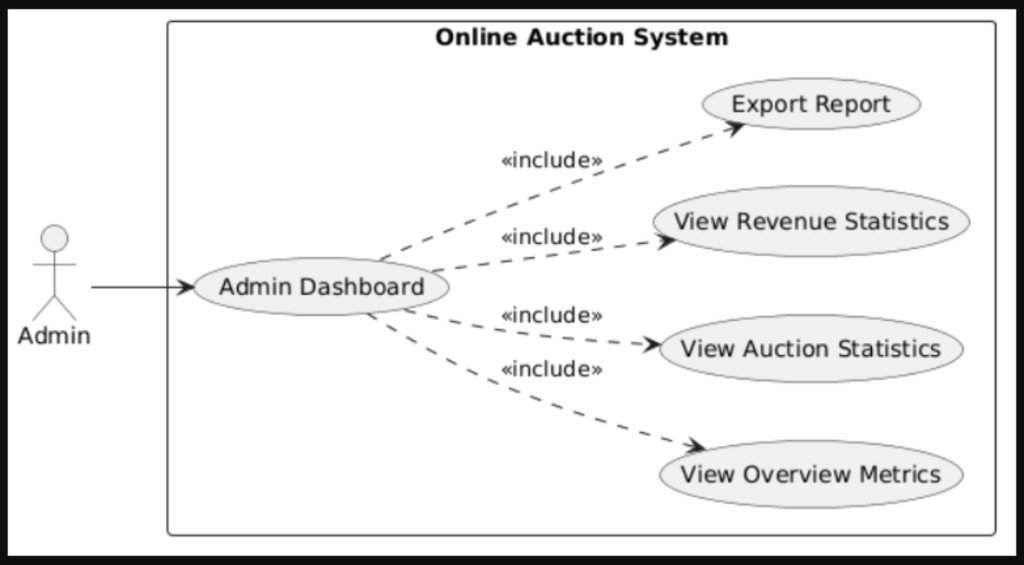 Online Auction System
Export Report
«include»
View Revenue Statistics
«include»
Admin Dashboard
«include»
View Auction Statistics
«include»
View Overview Metrics
Admin